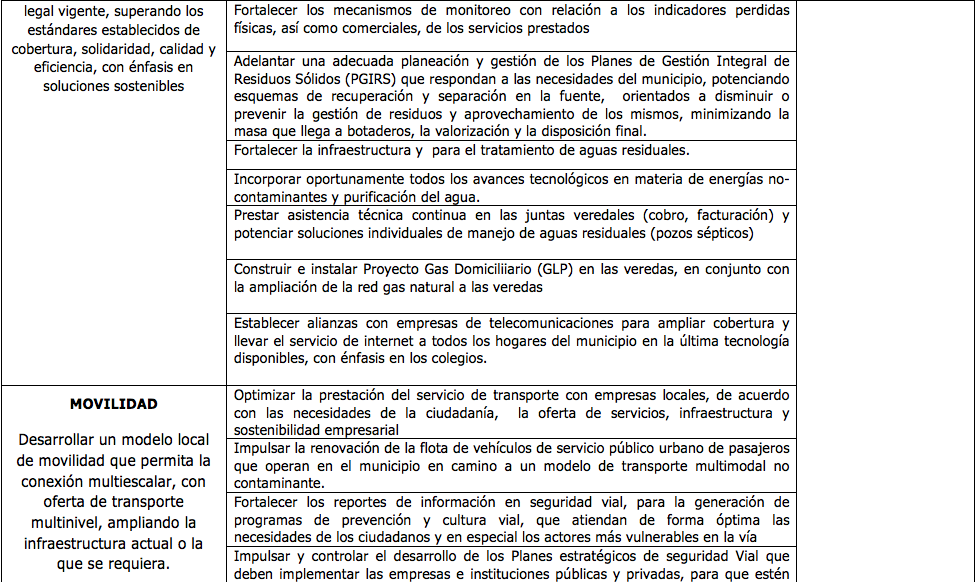 legal vigente, superando los
estándares establecidos de
cobertura, solidaridad, calidad y
eficiencia, con énfasis en
soluciones sostenibles
Fortalecer los mecanismos de monitoreo con relación a los indicadores perdidas
físicas, así como comerciales, de los servicios prestados
Adelantar una adecuada planeación y gestión de los Planes de Gestión Integral de
Residuos Sólidos (PGIRS) que respondan a las necesidades del municipio, potenciando
esquemas de recuperación y separación en la fuente, orientados a disminuir o
prevenir la gestión de residuos y aprovechamiento de los mismos, minimizando la
masa que llega a botaderos, la valorización y la disposición final.
Fortalecer la infraestructura y para el tratamiento de aguas residuales.
Incorporar oportunamente todos los avances tecnológicos en materia de energías no-
contaminantes y purificación del agua.
Prestar asistencia técnica continua en las juntas veredales (cobro, facturación) y
potenciar soluciones individuales de manejo de aguas residuales (pozos sépticos)
Construir e instalar Proyecto Gas Domiciliiario (GLP) en las veredas, en conjunto con
la ampliación de la red gas natural a las veredas
Establecer alianzas con empresas de telecomunicaciones para ampliar cobertura y
llevar el servicio de internet a todos los hogares del municipio en la última tecnología
disponibles, con énfasis en los colegios.
MOVILIDAD
Desarrollar un modelo local
de movilidad que permita la
conexión multiescalar, con
oferta de transporte
multinivel, ampliando la
infraestructura actual o la
que se requiera.
Optimizar la prestación del servicio de transporte con empresas locales, de acuerdo
con las necesidades de la ciudadanía, la oferta de servicios, infraestructura y
sostenibilidad empresarial
Impulsar la renovación de la flota de vehículos de servicio público urbano de pasajeros
que operan en el municipio en camino a un modelo de transporte multimodal no
contaminante.
Fortalecer los reportes de información en seguridad vial, para la generación de
programas de prevención y cultura vial, que atiendan de forma óptima las
necesidades de los ciudadanos y en especial los actores más vulnerables en la vía
Impulsar y controlar el desarrollo de los Planes estratégicos de seguridad Vial que
deben implementar las empresas e instituciones públicas y privadas, para que estén